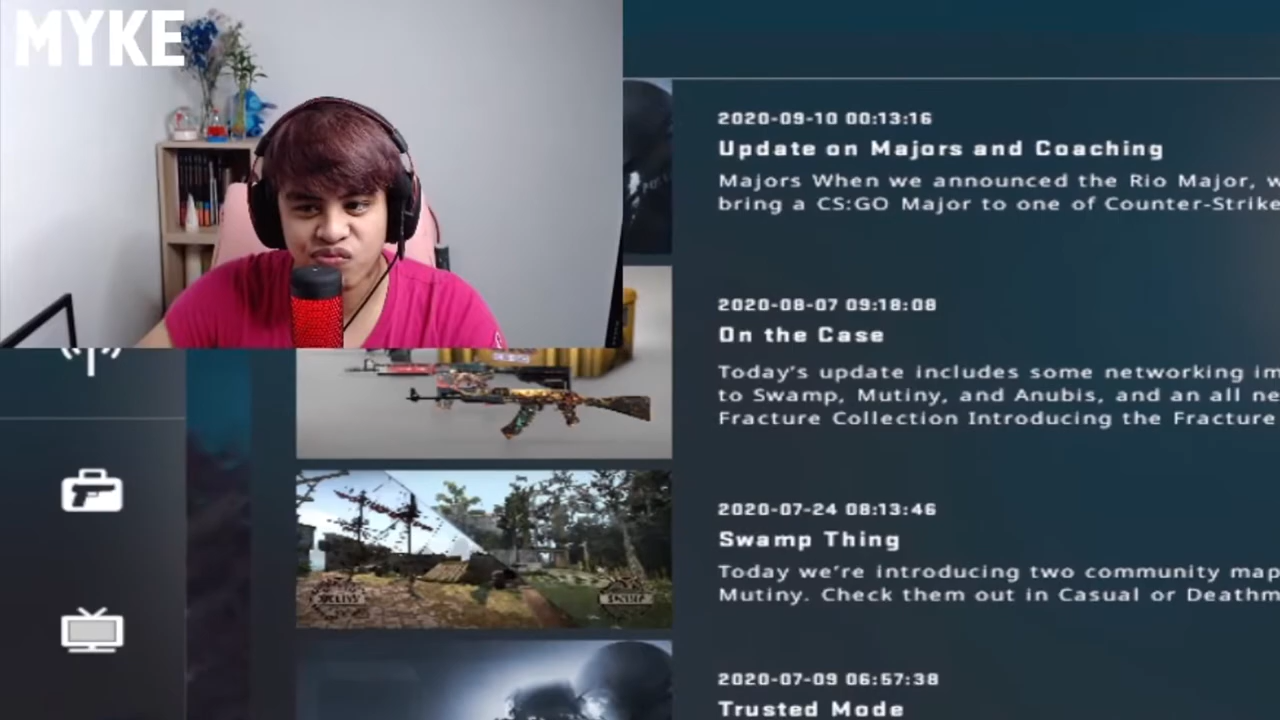 MYKE
2020-09-10 00:13:16
Update on Majors and Coaching
Majors When we announced the Rio Major, w
bring a CS:GO Major to one of Counter-Strike
2020-08-07 09:18:08
On the Case
Today's update includes some networking im
to Swamp, Mutiny, and Anubis, and an all ne
Fracture Collection Introducing the Fracture
2020-07-24 08:13:46
Swamp Thing
Today we're introducing two community map
Mutiny. Check them out in Casual or Deathm
2020-07-09 06:57:38
Trusted Mode